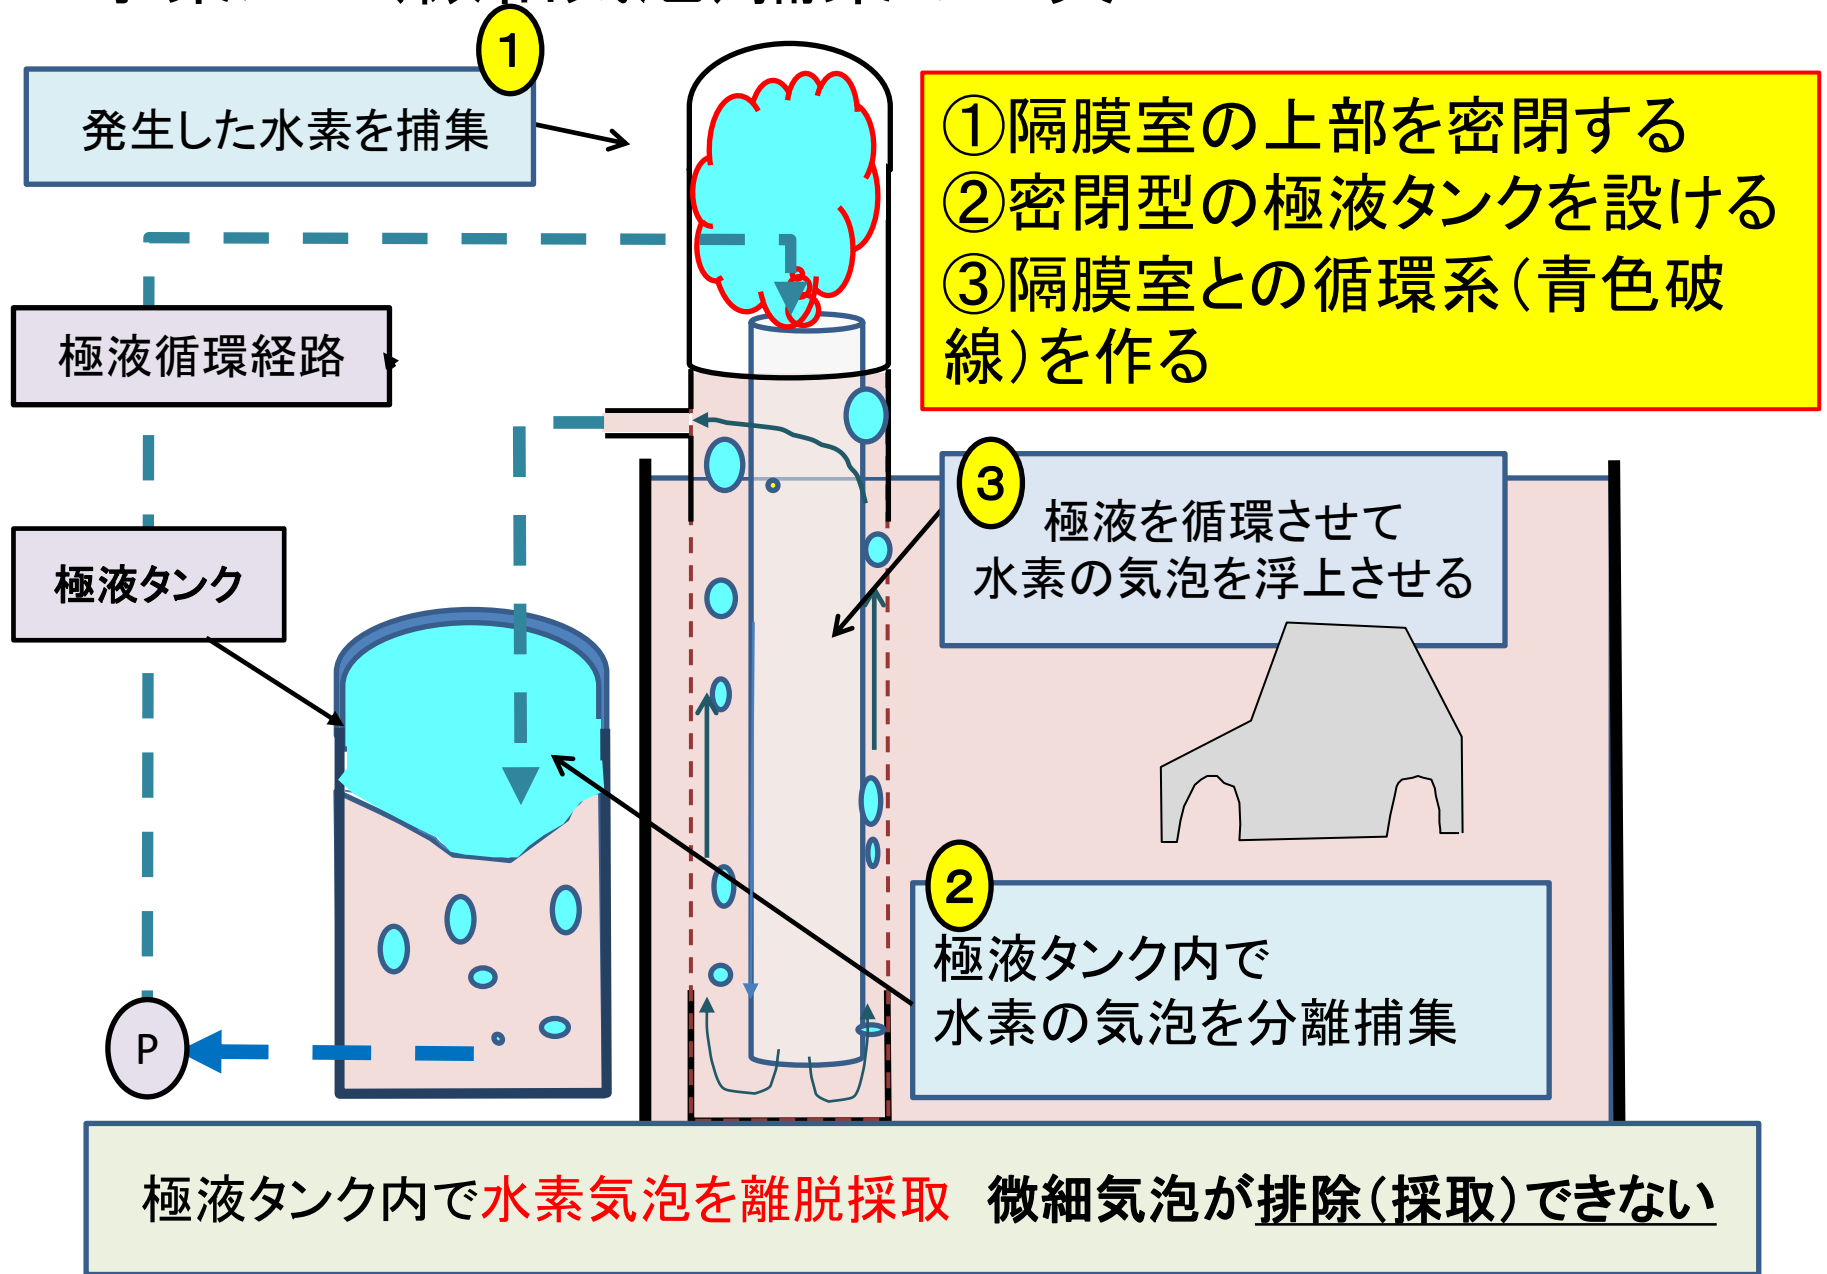 1
発生した水素を捕集
①隔膜室の上部を密閉する
②密閉型の極液タンクを設ける
③隔膜室との循環系（青色破
線）を作る
極液循環経路
3
極液を循環させて
水素の気泡を浮上させる
極液タンク
2
極液タンク内で
水素の気泡を分離捕集
P
極液タンク内で水素気泡を離脱採取 微細気泡が排除（採取）できない